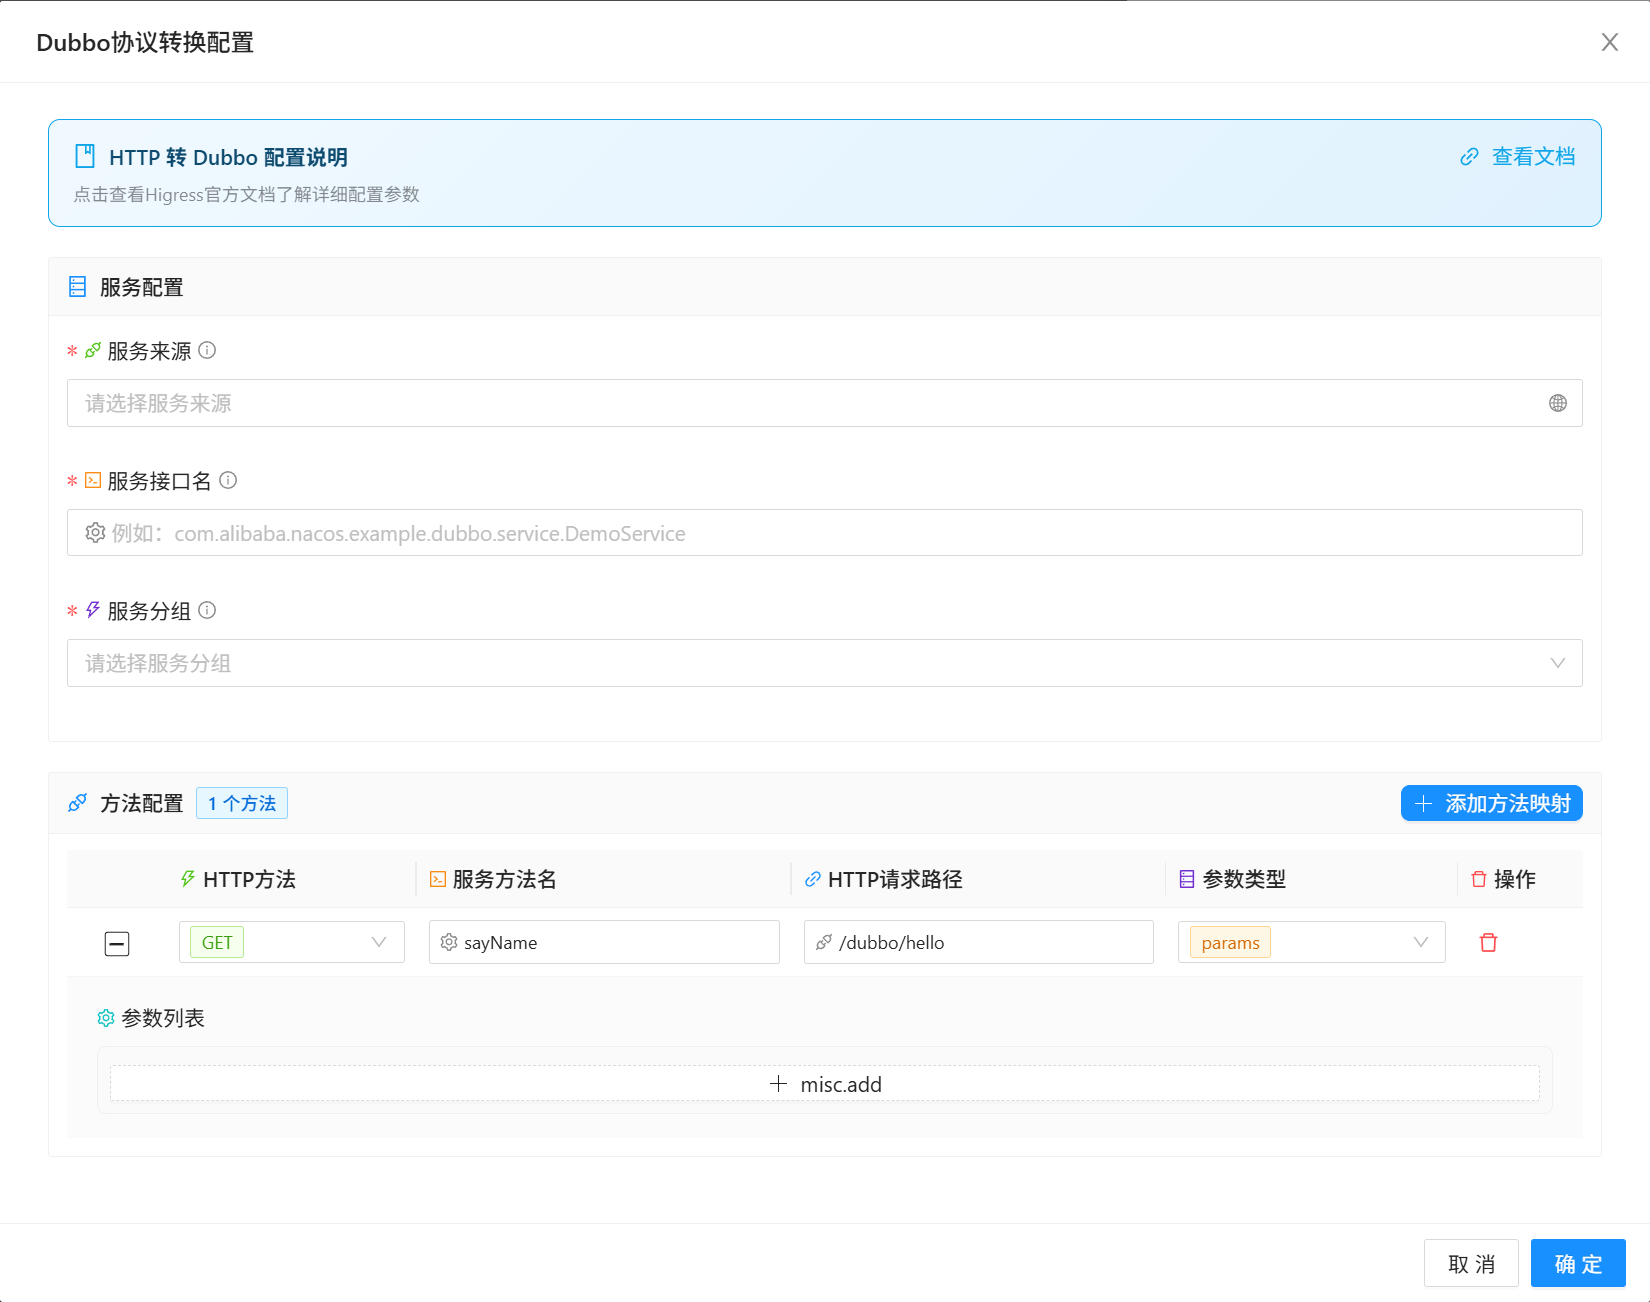 Dubbo协议转换配置
HTTP 转 Dubbo 配置说明
查看文档
点击查看Higress官方文档了解详细配置参数
服务配置
* 服务来源
请选择服务来源
* 服务接口名
例如：com.alibaba.nacos.example.dubbo.service.DemoService
* 服务分组
请选择服务分组
方法配置 1 个方法
添加方法映射
HTTP方法 服务方法名 HTTP请求路径 参数类型 操作
GET sayName /dubbo/hello params
参数列表
misc.add
取 消 确 定